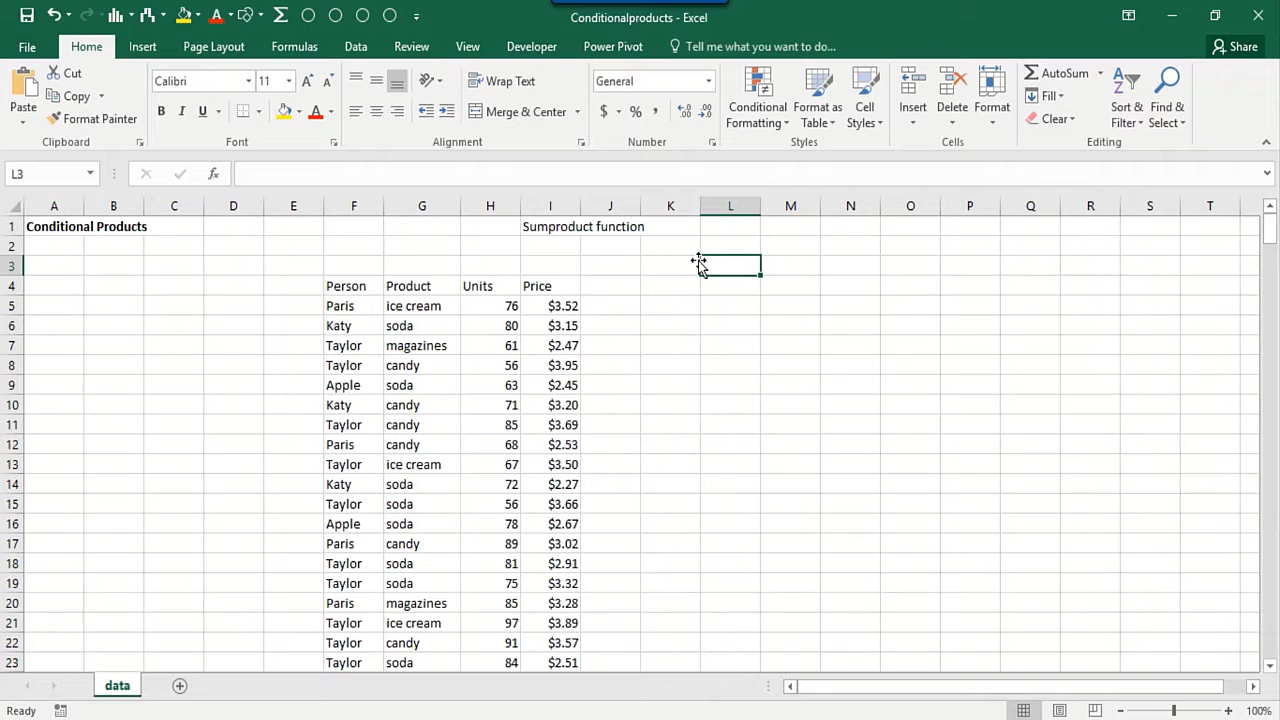 Conditionalproducts - Excel
File Home Insert Page Layout Formulas Data Review View Developer Power Pivot Tell me what you want to do... Share
Paste Cut Copy Format Painter Clipboard
Calibri 11 A A B I U A Font
Wrap Text Merge & Center Alignment
General $ % , Number
Conditional Formatting Format as Table Cell Styles Styles
Insert Delete Format Cells
AutoSum Fill Clear Sort & Filter Find & Select Editing
L3 fx
A B C D E F G H I J K L M N O P Q R S T
1 Conditional Products Sumproduct function
2
3
4 Person Product Units Price
5 Paris ice cream 76 $3.52
6 Katy soda 80 $3.15
7 Taylor magazines 61 $2.47
8 Taylor candy 56 $3.95
9 Apple soda 63 $2.45
10 Katy candy 71 $3.20
11 Taylor candy 85 $3.69
12 Paris candy 68 $2.53
13 Taylor ice cream 67 $3.50
14 Katy soda 72 $2.27
15 Taylor soda 56 $3.66
16 Apple soda 78 $2.67
17 Paris candy 89 $3.02
18 Taylor soda 81 $2.91
19 Taylor soda 75 $3.32
20 Paris magazines 85 $3.28
21 Taylor ice cream 97 $3.89
22 Taylor candy 91 $3.57
23 Taylor soda 84 $2.51
data
Ready 100%